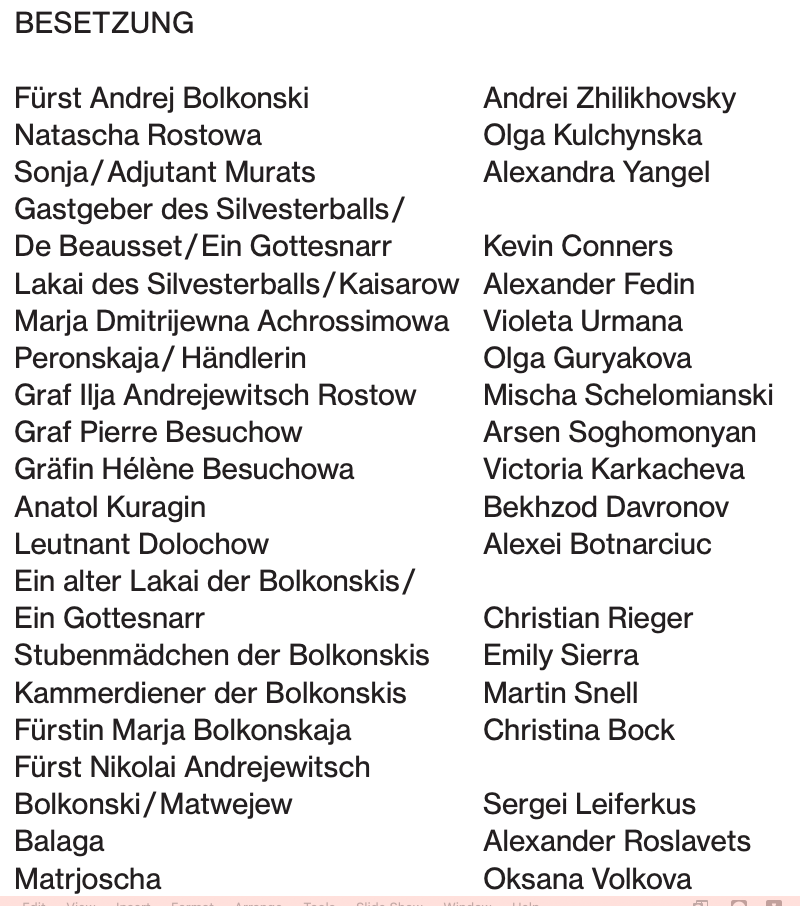 BESETZUNG
Fürst Andrej Bolkonski Andrei Zhilikhovsky
Natascha Rostowa Olga Kulchynska
Sonja/Adjutant Murats Alexandra Yangel
Gastgeber des Silvesterballs/
De Beausset/Ein Gottesnarr Kevin Conners
Lakai des Silvesterballs/Kaisarow Alexander Fedin
Marja Dmitrijewna Achrossimowa Violeta Urmana
Peronskaja/ Händlerin Olga Guryakova
Graf Ilja Andrejewitsch Rostow Mischa Schelomianski
Graf Pierre Besuchow Arsen Soghomonyan
Gräfin Hélène Besuchowa Victoria Karkacheva
Anatol Kuragin Bekhzod Davronov
Leutnant Dolochow Alexei Botnarciuc
Ein alter Lakai der Bolkonskis/
Ein Gottesnarr Christian Rieger
Stubenmädchen der Bolkonskis Emily Sierra
Kammerdiener der Bolkonskis Martin Snell
Fürstin Marja Bolkonskaja Christina Bock
Fürst Nikolai Andrejewitsch
Bolkonski/Matwejew Sergei Leiferkus
Balaga Alexander Roslavets
Matrjoscha Oksana Volkova
Edit View Insert Format Arrange Tools Slide Show Window Help